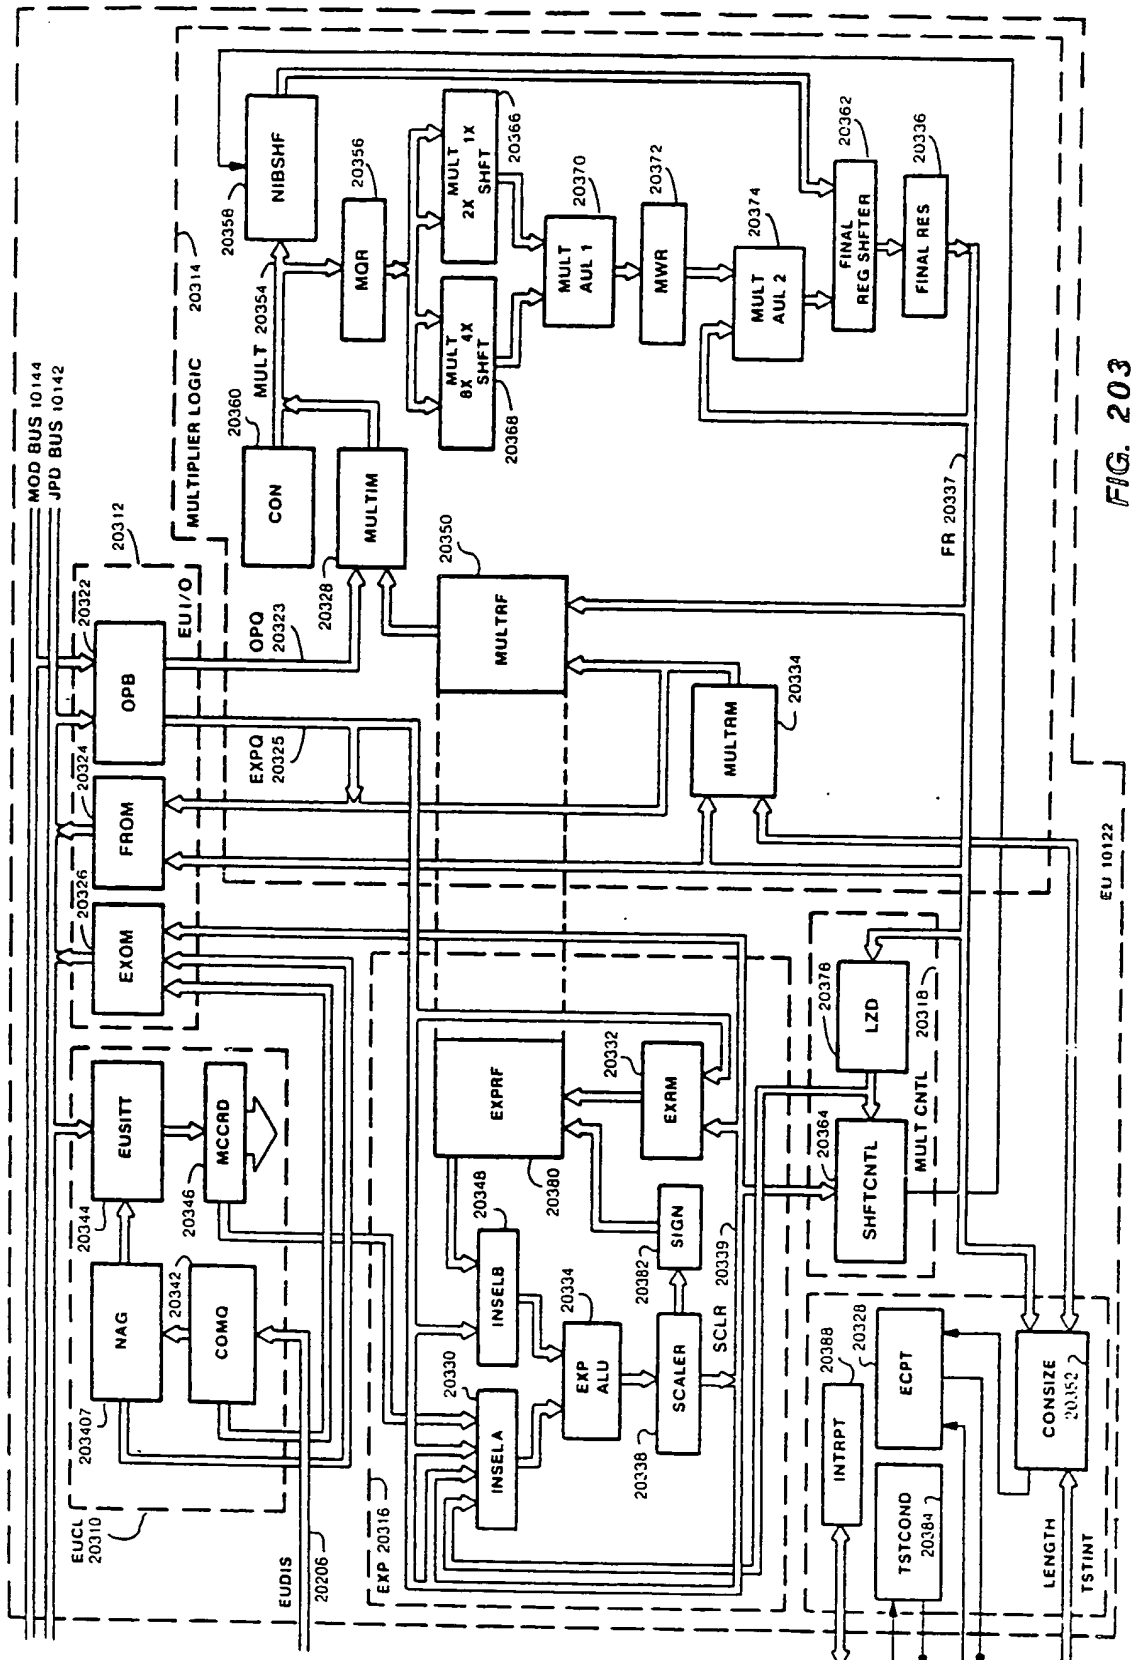 MOD BUS 10144
JPD BUS 10142
EUCL
20310
203407
NAG
20344
EUSITT
20342
COMQ
20346
MCCRD
EUDIS
20206
20326
EXOM
20324
FROM
20322
OPB
EUI/O
20312
EXPQ
20325
OPQ
20323
MULTIPLIER LOGIC
20314
20360
CON
MULT 20354
20358
NIBSHF
20328
MULTIM
MQR
20356
8X MULT 4X
SHFT
20368
2X MULT 1X
SHFT
20366
MULT
AUL 1
20370
MWR
20372
MULT
AUL 2
20374
FINAL
REG SHFTER
20362
FINAL RES
20336
FR 20337
20350
MULTRF
MULTRM
20334
EXP 20316
20330
INSELA
20348
INSELB
EXPRF
20380
20332
EXRM
20334
EXP
ALU
20338
SCALER
20382
SIGN
SCLR
20339
20364
SHFTCNTL
20376
LZD
MULT CNTL
20318
20388
INTRPT
20328
ECPT
TSTCOND
20384
CONSIZE
20352
LENGTH
TSTINT
EU 10122
FIG. 203